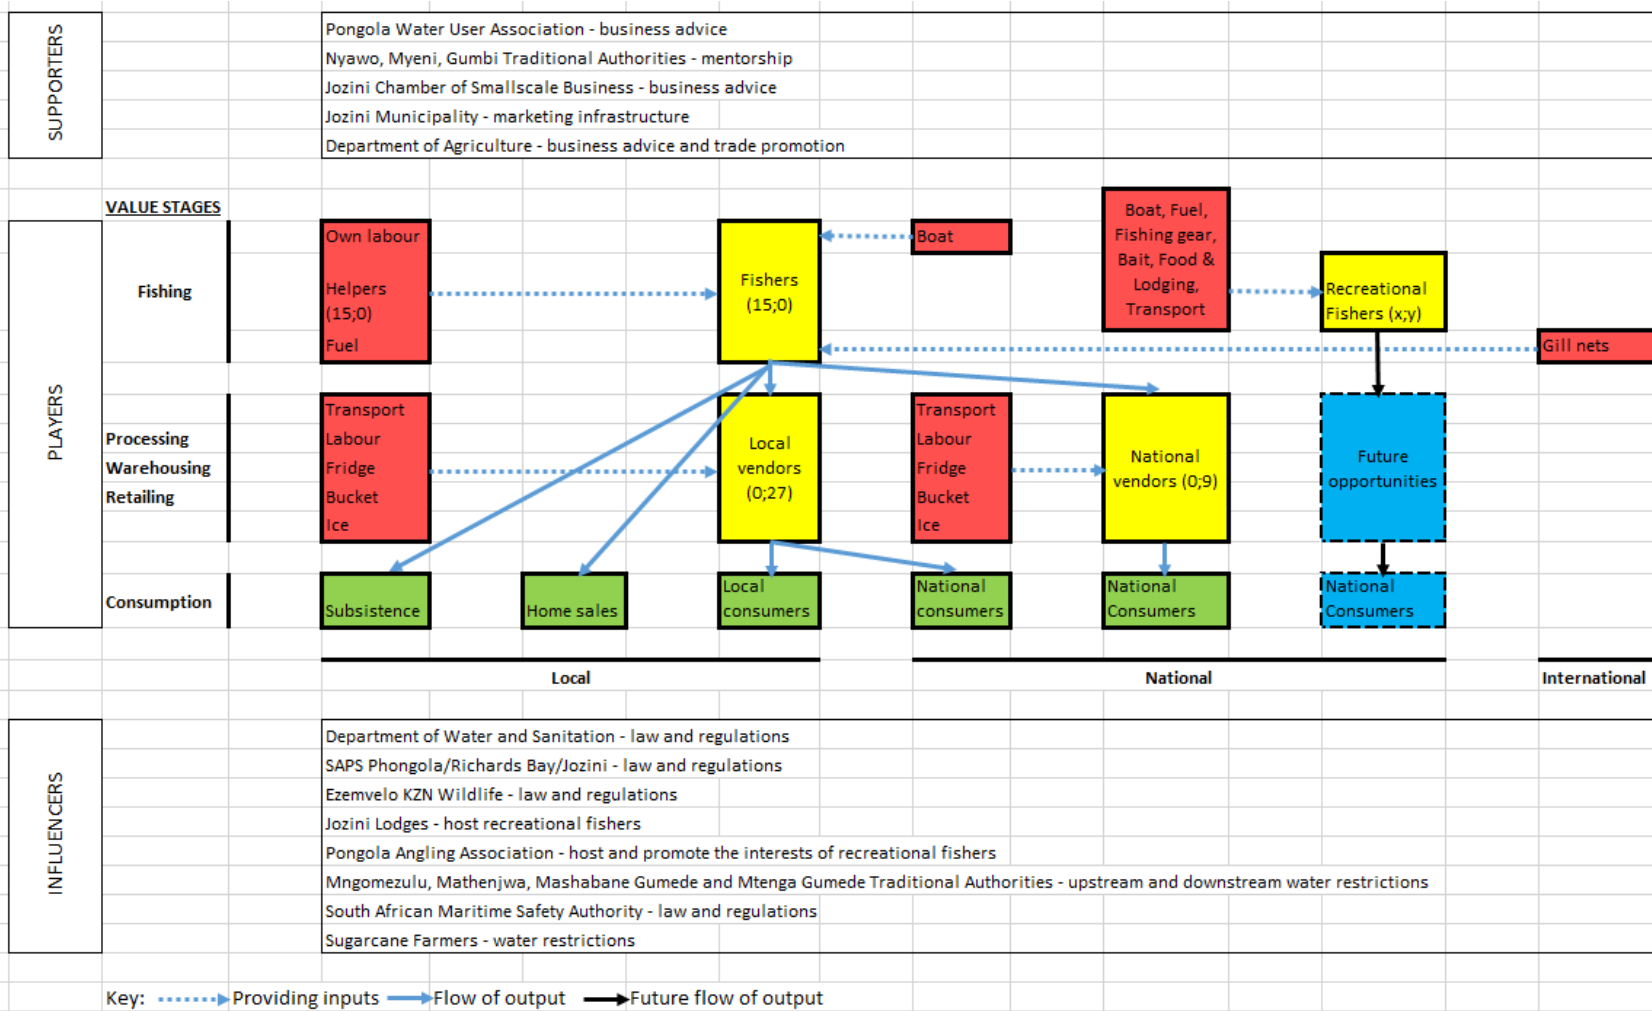 SUPPORTERS
Pongola Water User Association - business advice
Nyawo, Myeni, Gumbi Traditional Authorities - mentorship
Jozini Chamber of Smallscale Business - business advice
Jozini Municipality - marketing infrastructure
Department of Agriculture - business advice and trade promotion
VALUE STAGES
PLAYERS
Fishing
Own labour
Helpers
(15;0)
Fuel
Fishers
(15;0)
Boat
Boat, Fuel,
Fishing gear,
Bait, Food &
Lodging,
Transport
Recreational
Fishers (x;y)
Gill nets
Processing
Warehousing
Retailing
Transport
Labour
Fridge
Bucket
Ice
Local
vendors
(0;27)
Transport
Labour
Fridge
Bucket
Ice
National
vendors (0;9)
Future
opportunities
Consumption
Subsistence
Home sales
Local
consumers
National
consumers
National
Consumers
National
Consumers
Local
National
International
INFLUENCERS
Department of Water and Sanitation - law and regulations
SAPS Phongola/Richards Bay/Jozini - law and regulations
Ezemvelo KZN Wildlife - law and regulations
Jozini Lodges - host recreational fishers
Pongola Angling Association - host and promote the interests of recreational fishers
Mngomezulu, Mathenjwa, Mashabane Gumede and Mtenga Gumede Traditional Authorities - upstream and downstream water restrictions
South African Maritime Safety Authority - law and regulations
Sugarcane Farmers - water restrictions
Key: Providing inputs Flow of output Future flow of output